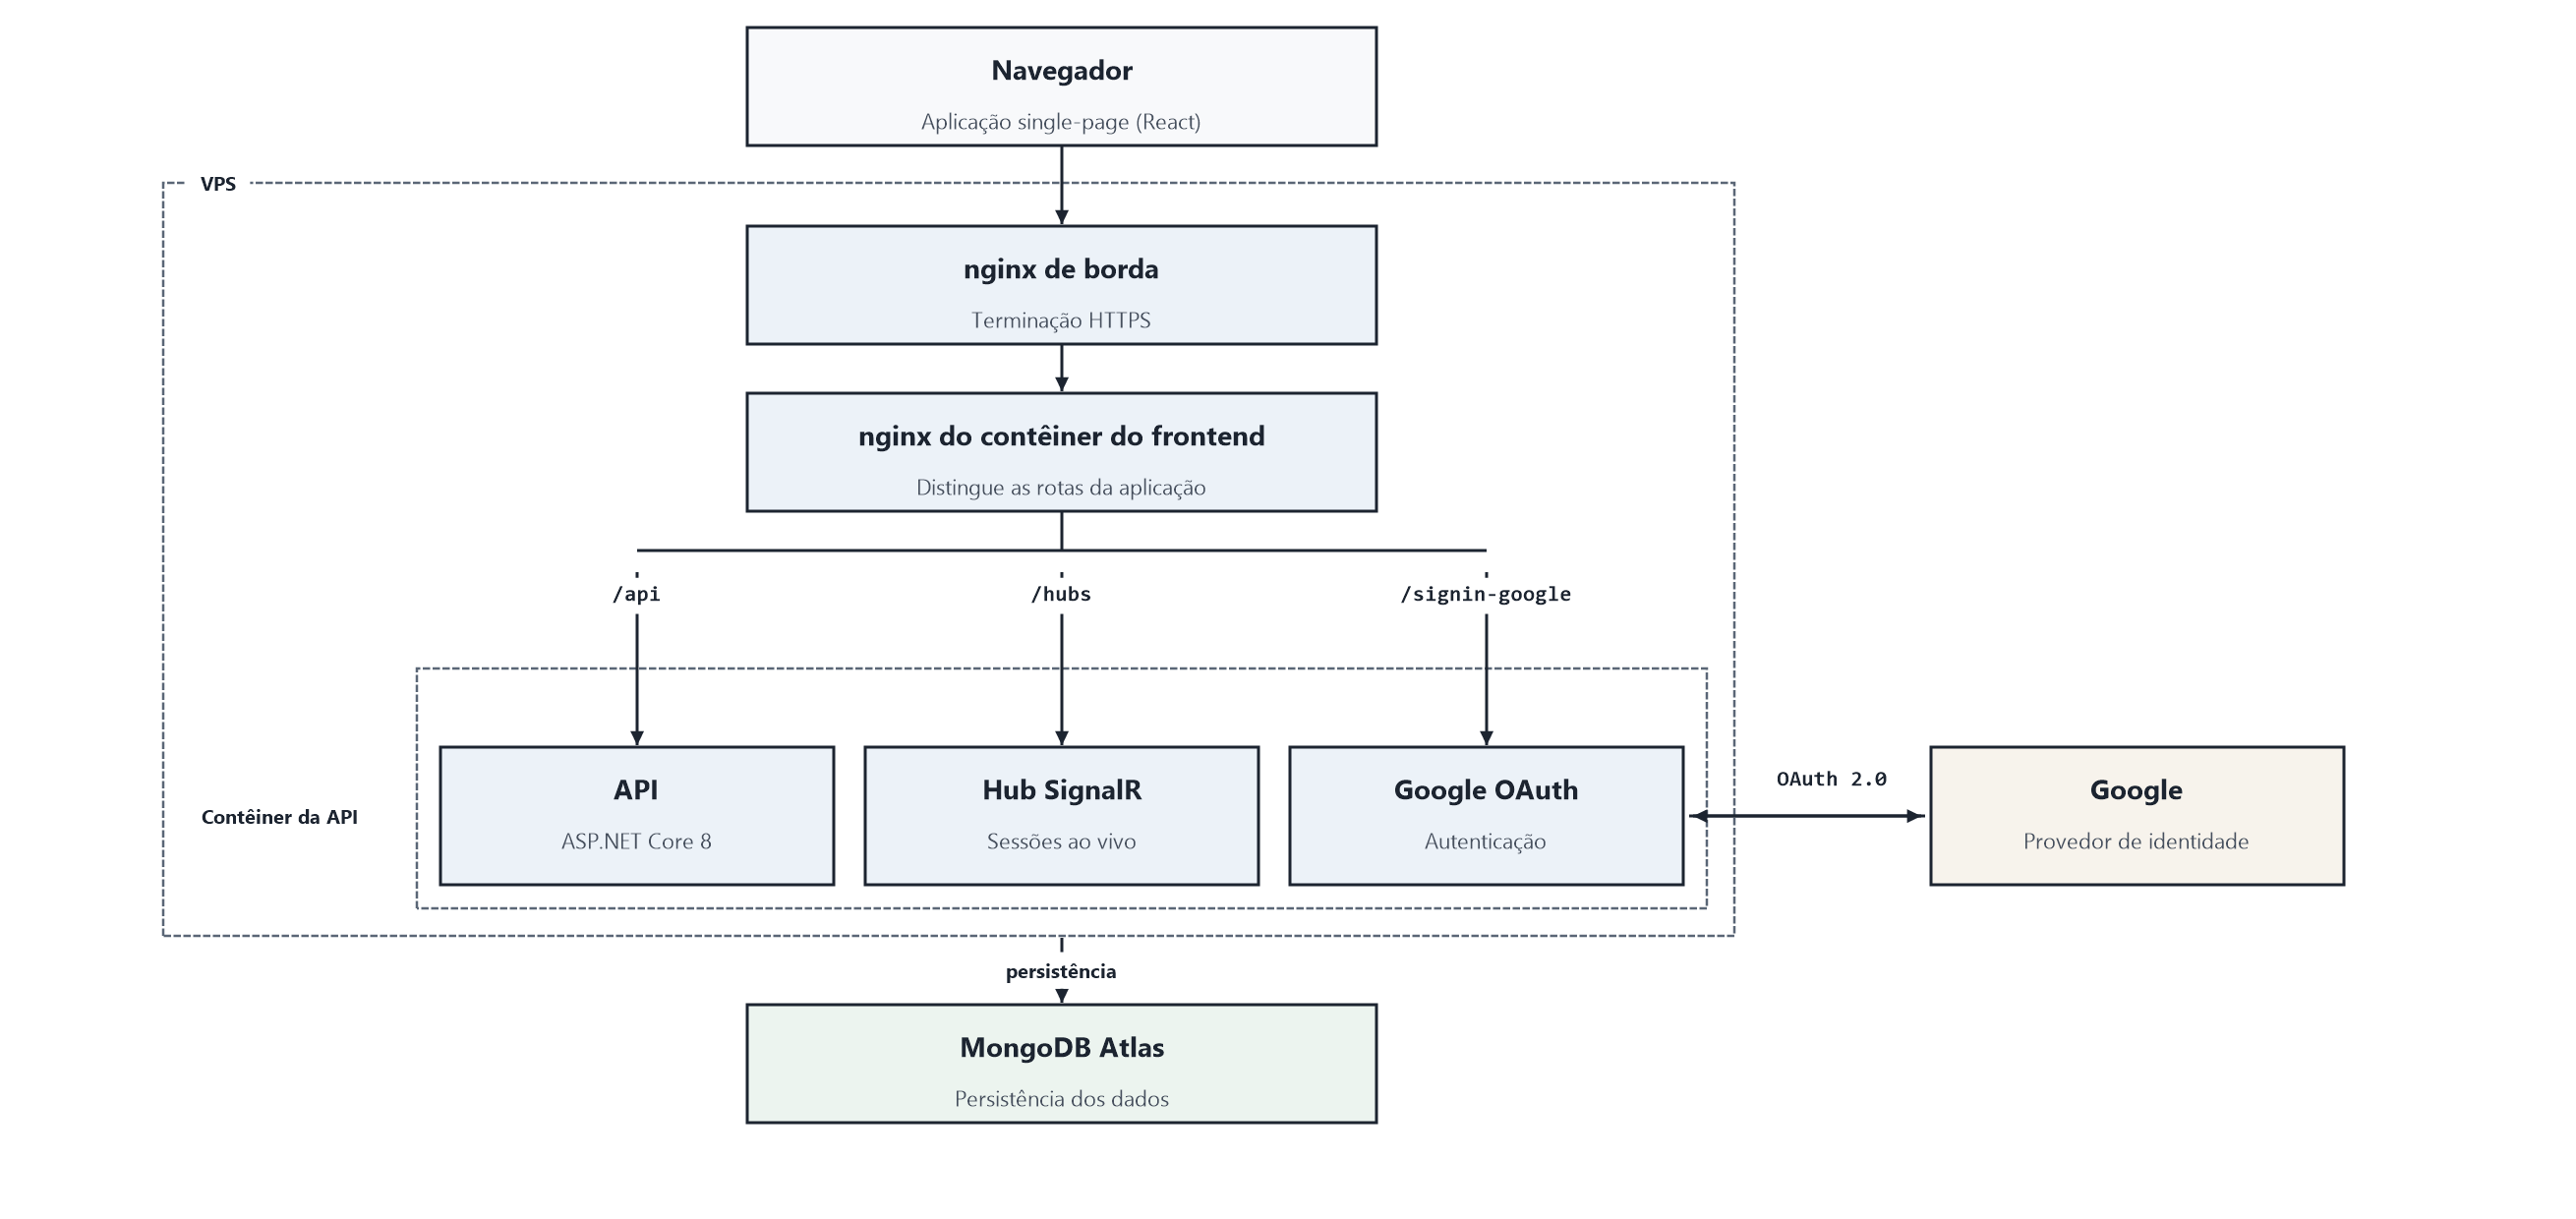 Navegador
Aplicação single-page (React)
VPS
nginx de borda
Terminação HTTPS
nginx do contêiner do frontend
Distingue as rotas da aplicação
/api
/hubs
/signin-google
Contêiner da API
API
ASP.NET Core 8
Hub SignalR
Sessões ao vivo
Google OAuth
Autenticação
OAuth 2.0
Google
Provedor de identidade
persistência
MongoDB Atlas
Persistência dos dados